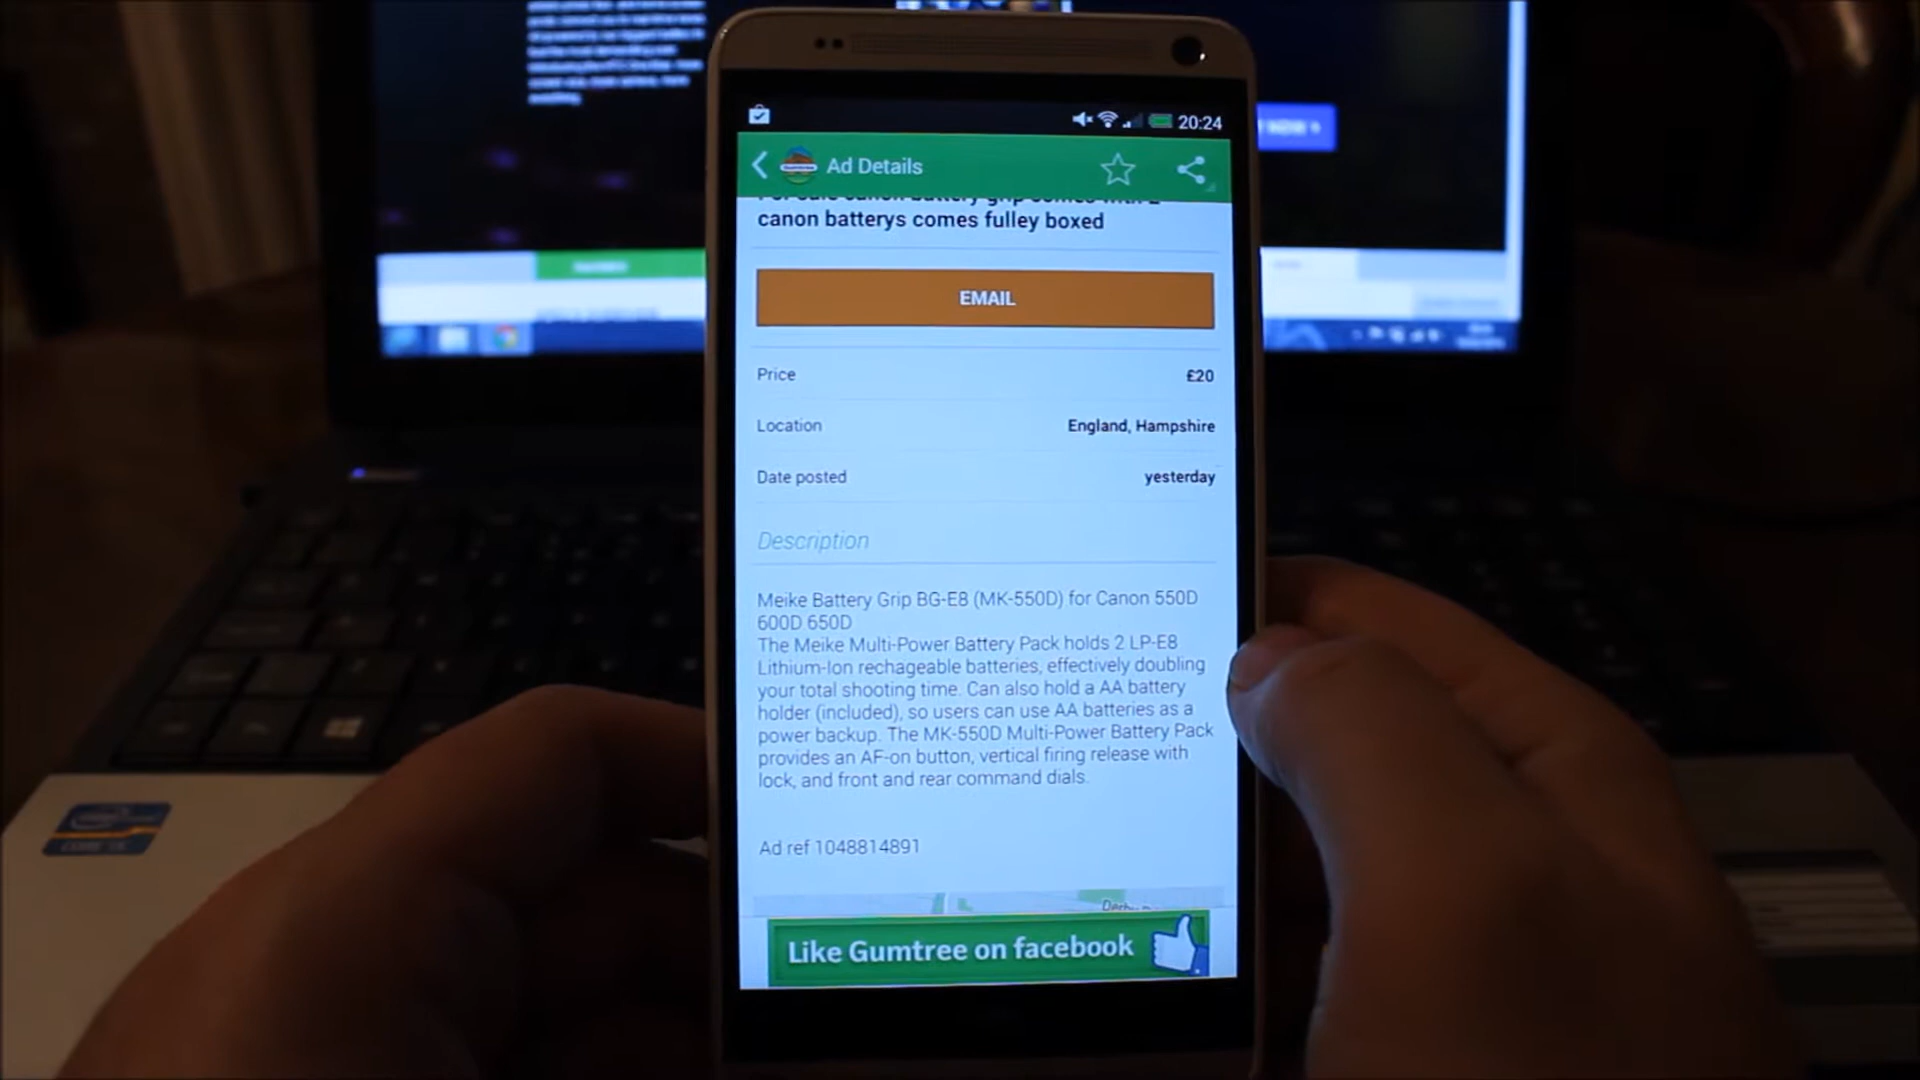 20:24
Ad Details
canon batterys comes fulley boxed
EMAIL
Price £20
Location England, Hampshire
Date posted yesterday
Description
Meike Battery Grip BG-E8 (MK-550D) for Canon 550D
600D 650D
The Meike Multi-Power Battery Pack holds 2 LP-E8
Lithium-Ion rechageable batteries, effectively doubling
your total shooting time. Can also hold a AA battery
holder (included), so users can use AA batteries as a
power backup. The MK-550D Multi-Power Battery Pack
provides an AF-on button, vertical firing release with
lock, and front and rear command dials.
Ad ref 1048814891
Like Gumtree on facebook